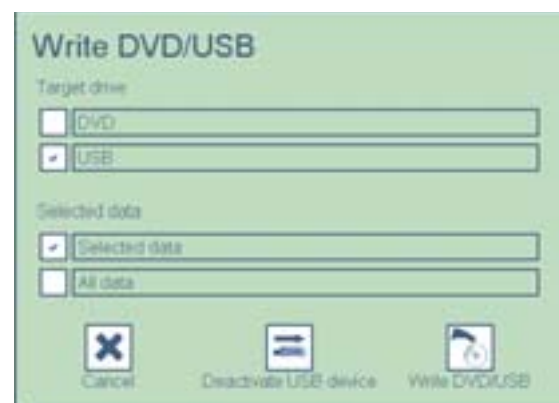 Write DVD/USB
Target drive
DVD
USB
Selected data
Selected data
All data
Cancel Deactivate USB device Write DVD/USB